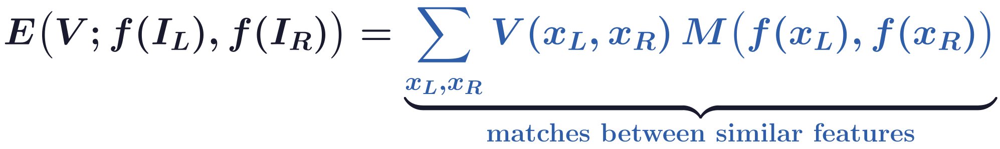 E(V; f(I_L), f(I_R)) = ∑_{x_L, x_R} V(x_L, x_R) M(f(x_L), f(x_R))
matches between similar features